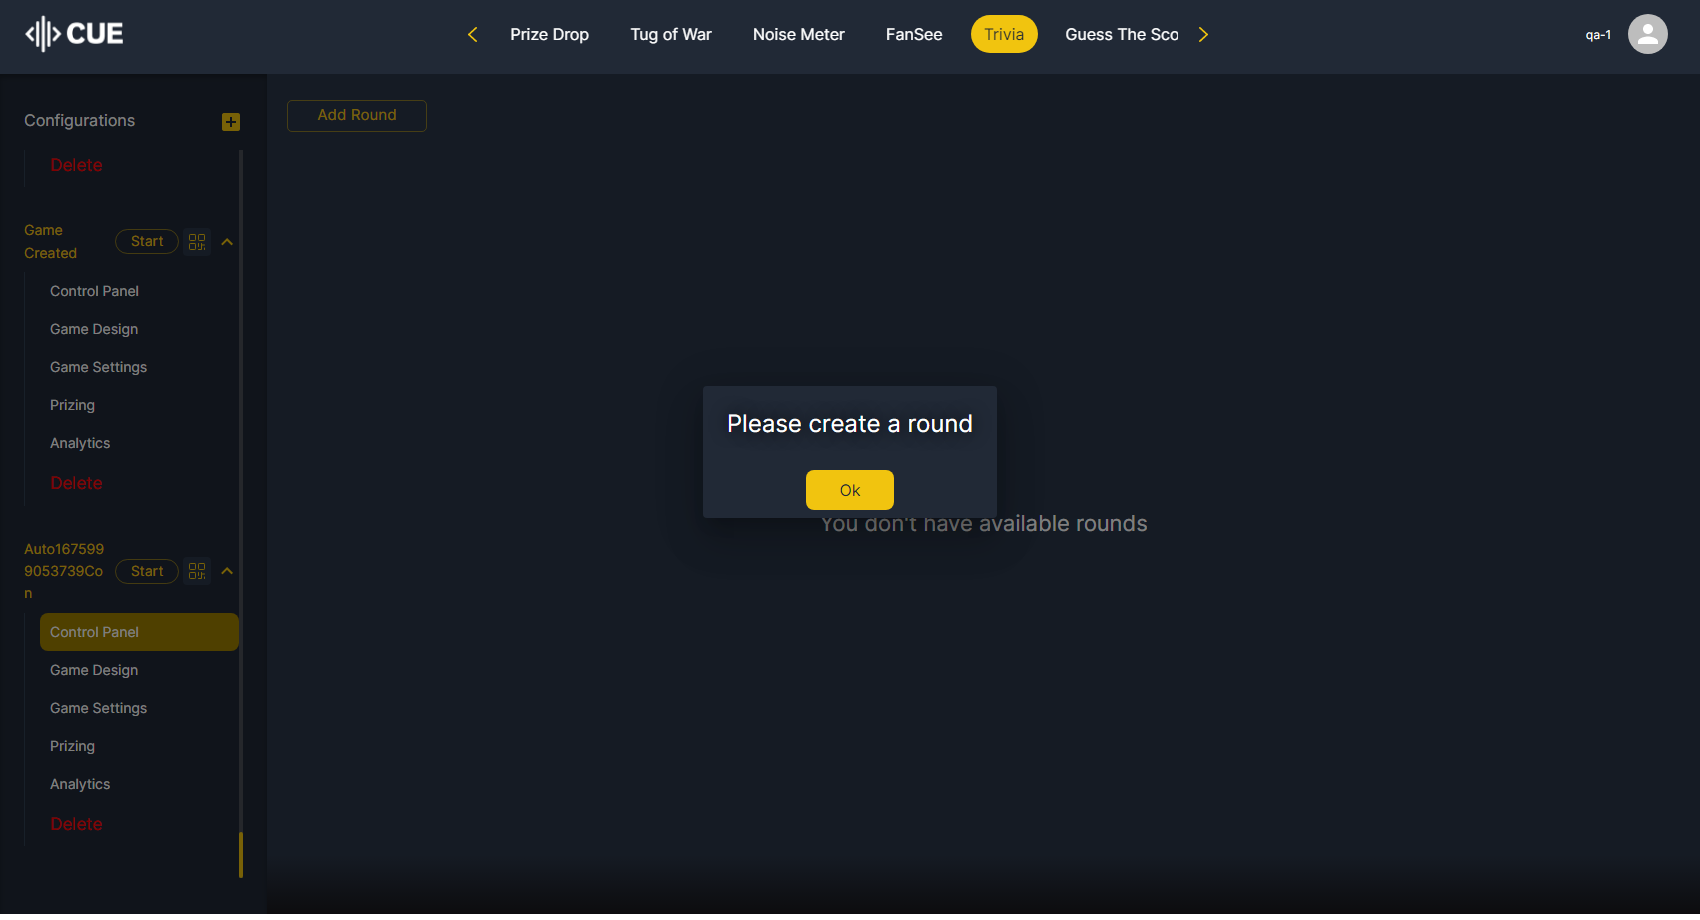 CUE
Prize Drop
Tug of War
Noise Meter
FanSee
Trivia
Guess The Sco
qa-1
Configurations
Add Round
Delete
Game
Created
Start
Control Panel
Game Design
Game Settings
Prizing
Analytics
Delete
Please create a round
Ok
You don't have available rounds
Auto167599
9053739Co
n
Start
Control Panel
Game Design
Game Settings
Prizing
Analytics
Delete